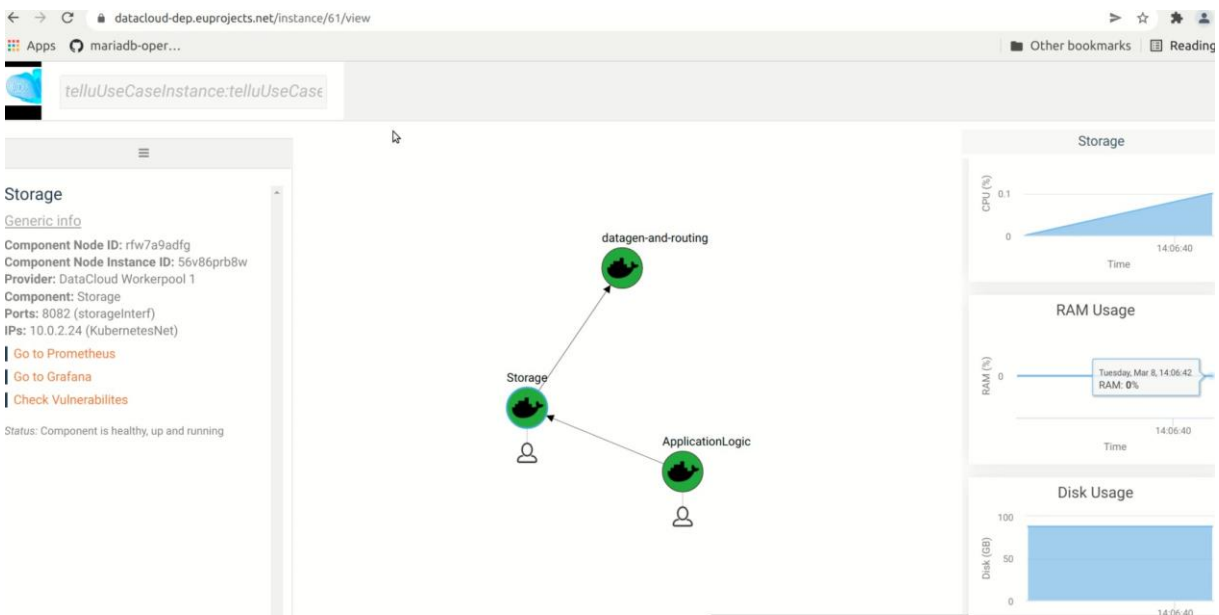 datacloud-dep.euprojects.net/instance/61/view
Apps mariadb-oper...
Other bookmarks Reading
telluUseCaseInstance:telluUseCase
Storage
Generic info
Component Node ID: rfw7a9adfg
Component Node Instance ID: 56v86prb8w
Provider: DataCloud Workerpool 1
Component: Storage
Ports: 8082 (storageInterf)
IPs: 10.0.2.24 (KubernetesNet)
Go to Prometheus
Go to Grafana
Check Vulnerabilites
Status: Component is healthy, up and running
datagen-and-routing
Storage
ApplicationLogic
Storage
CPU (%)
0.1
0
14:06:40
Time
RAM Usage
RAM (%)
0
Tuesday, Mar 8, 14:06:42
RAM: 0%
14:06:40
Time
Disk Usage
Disk (GB)
100
50
0
14:06:40